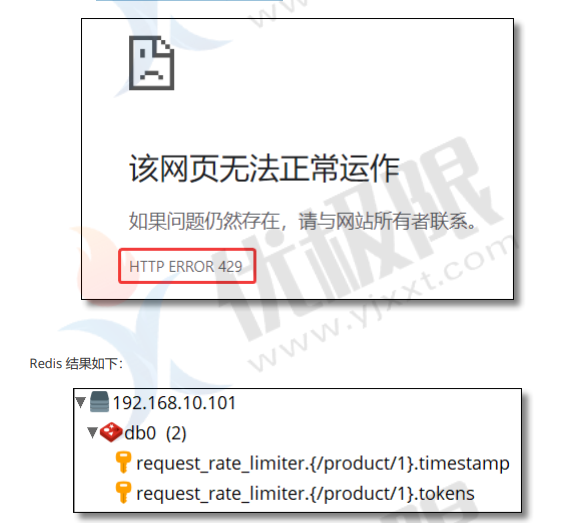 该网页无法正常运作
如果问题仍然存在，请与网站所有者联系。
HTTP ERROR 429
优极限
www.yjxxt.com
Redis 结果如下：
192.168.10.101
db0 (2)
request_rate_limiter.{/product/1}.timestamp
request_rate_limiter.{/product/1}.tokens